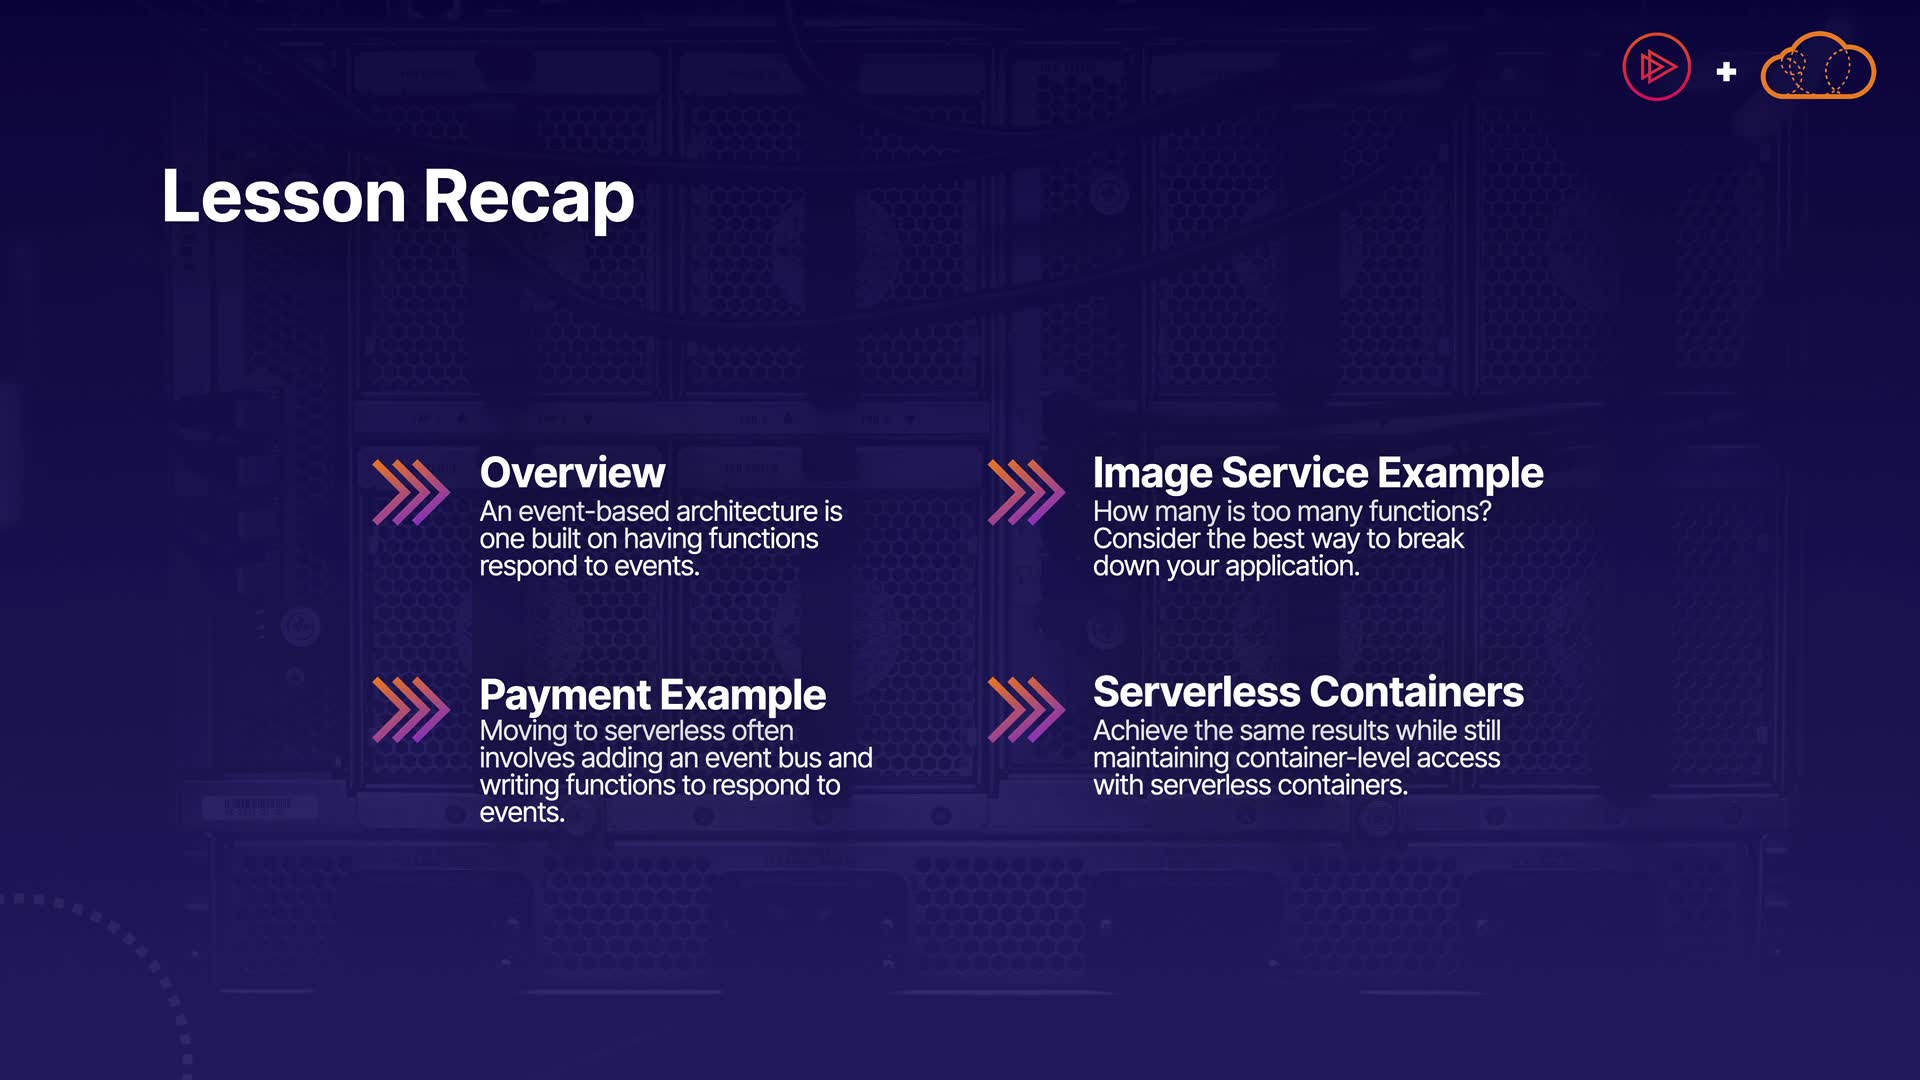 Lesson Recap
Overview
An event-based architecture is
one built on having functions
respond to events.
Image Service Example
How many is too many functions?
Consider the best way to break
down your application.
Payment Example
Moving to serverless often
involves adding an event bus and
writing functions to respond to
events.
Serverless Containers
Achieve the same results while still
maintaining container-level access
with serverless containers.